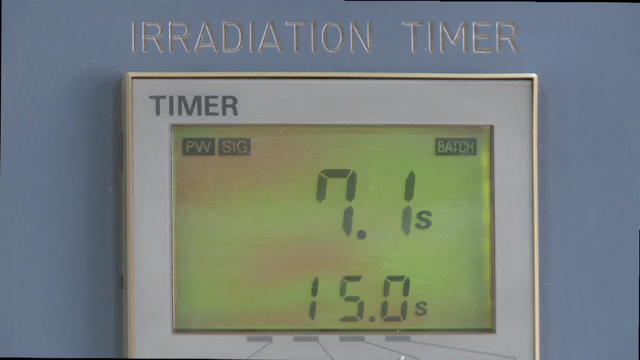 IRRADIATION TIMER
TIMER
PW SIG BATCH
7.1s
15.0s